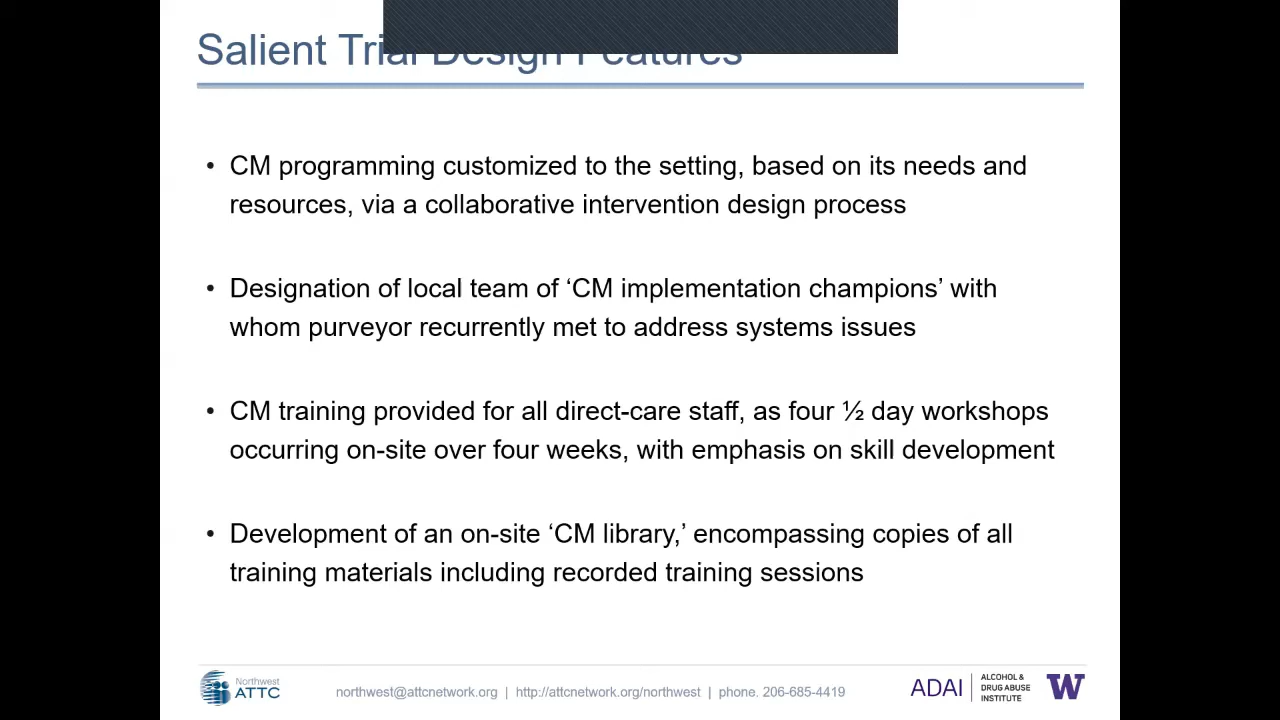 Salient Trial Design Features
• CM programming customized to the setting, based on its needs and
resources, via a collaborative intervention design process
• Designation of local team of ‘CM implementation champions’ with
whom purveyor recurrently met to address systems issues
• CM training provided for all direct-care staff, as four ½ day workshops
occurring on-site over four weeks, with emphasis on skill development
• Development of an on-site ‘CM library,’ encompassing copies of all
training materials including recorded training sessions
Northwest
ATTC
northwest@attcnetwork.org | http://attcnetwork.org/northwest | phone. 206-685-4419
ADAI
ALCOHOL &
DRUG ABUSE
INSTITUTE
W